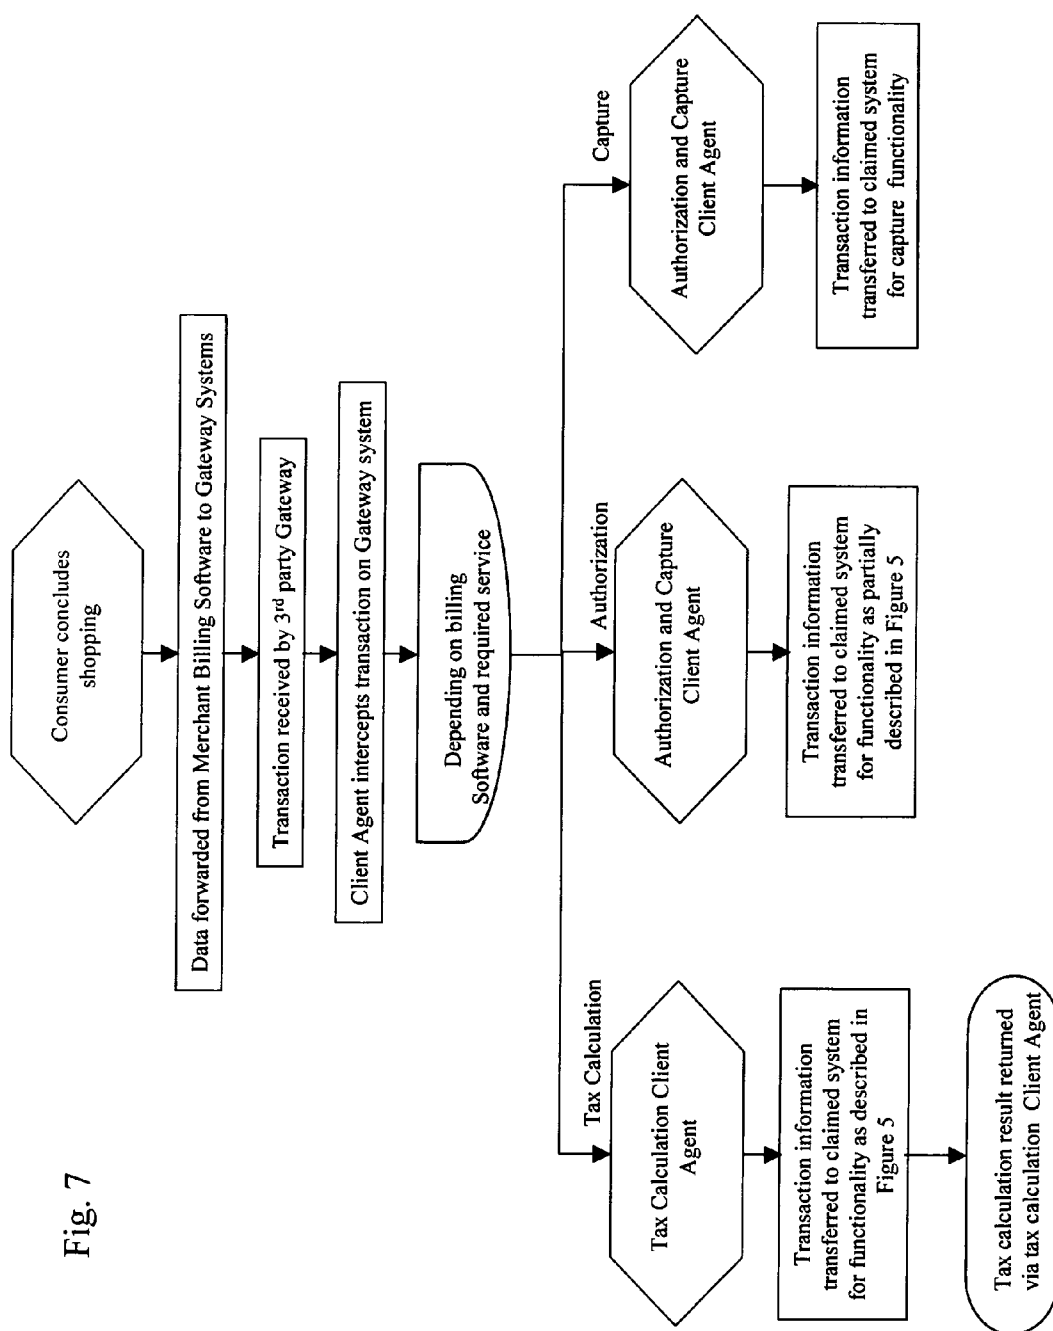 Fig. 7
Consumer concludes
shopping
Data forwarded from Merchant Billing Software to Gateway Systems
Transaction received by 3rd party Gateway
Client Agent intercepts transaction on Gateway system
Depending on billing
Software and required service
Tax Calculation
Authorization
Capture
Tax Calculation Client
Agent
Authorization and Capture
Client Agent
Authorization and Capture
Client Agent
Transaction information
transferred to claimed system
for functionality as described in
Figure 5
Transaction information
transferred to claimed system
for functionality as partially
described in Figure 5
Transaction information
transferred to claimed system
for capture functionality
Tax calculation result returned
via tax calculation Client Agent